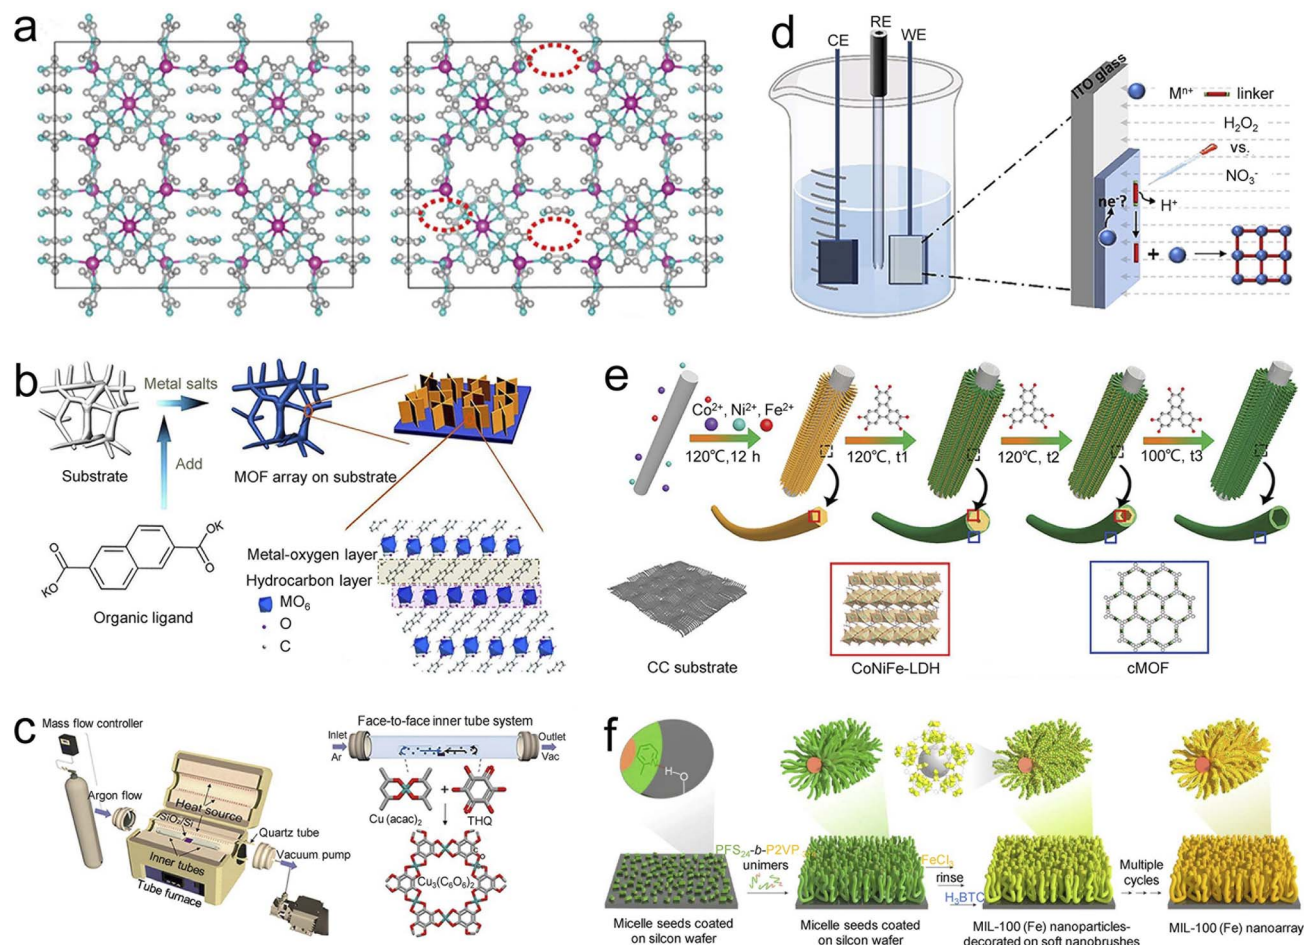 a
b
Metal salts
Add
Substrate
MOF array on substrate
OK
O
O
KO
Organic ligand
Metal-oxygen layer
Hydrocarbon layer
MO₆
O
C
c
Mass flow controller
Argon flow
Heat source
SiO₂/Si
Inner tubes
Tube furnace
Quartz tube
Vacuum pump
Face-to-face inner tube system
Inlet
Ar
Outlet
Vac
+
Cu (acac)₂
THQ
C
O
Cu₃(C₆O₆)₂
d
CE
RE
WE
ITO glass
Mⁿ⁺
linker
H₂O₂
vs.
NO₃⁻
ne⁻?
H⁺
+
e
Co²⁺, Ni²⁺, Fe²⁺
120℃,12 h
120℃, t1
120℃, t2
100℃, t3
CC substrate
CoNiFe-LDH
cMOF
f
H
O
PFS₂₄-b-P2VP
unimers
FeCl₃
rinse
H₃BTC
Multiple
cycles
Micelle seeds coated
on silcon wafer
Micelle seeds coated
on silcon wafer
MIL-100 (Fe) nanoparticles-
decorated on soft nanobrushes
MIL-100 (Fe) nanoarray